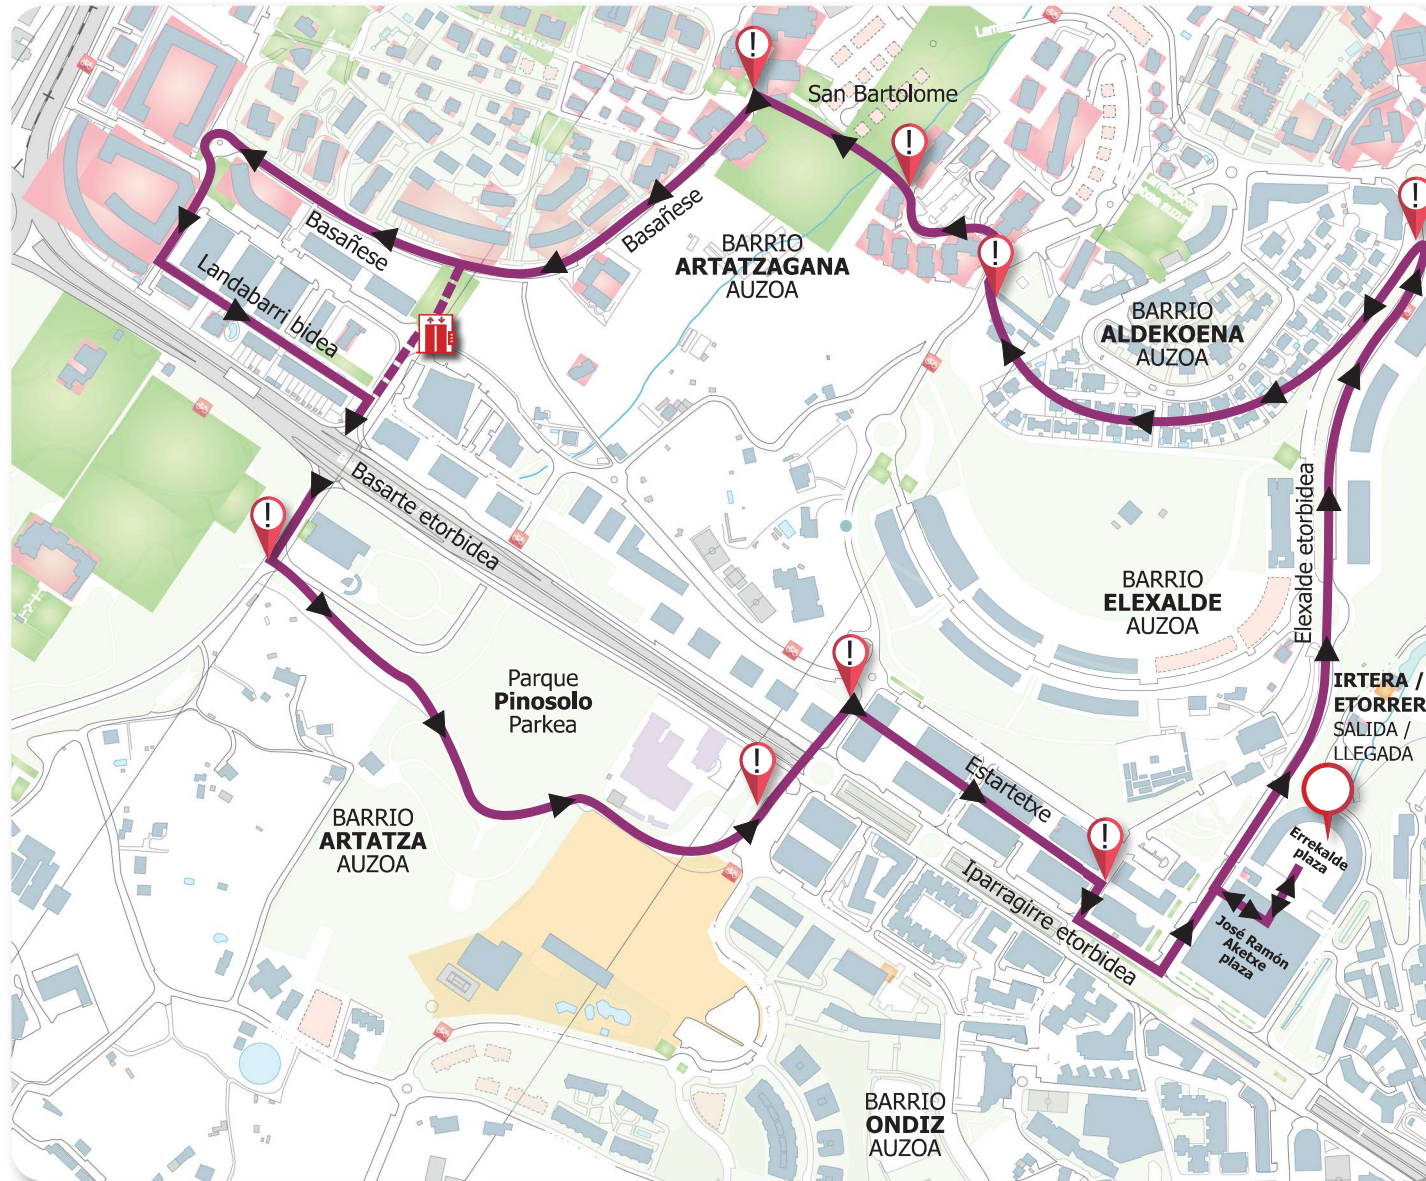 San Bartolome
Basañese
Basañese
Landabarri bidea
BARRIO
ARTATZAGANA
AUZOA
BARRIO
ALDEKOENA
AUZOA
Basarte etorbidea
Elexalde etorbidea
BARRIO
ELEXALDE
AUZOA
Parque
Pinosolo
Parkea
IRTERA /
ETORRER
SALIDA /
LLEGADA
Estartetxe
BARRIO
ARTATZA
AUZOA
Errekalde
plaza
Iparragirre etorbidea
José Ramón
Aketxe
plaza
BARRIO
ONDIZ
AUZOA